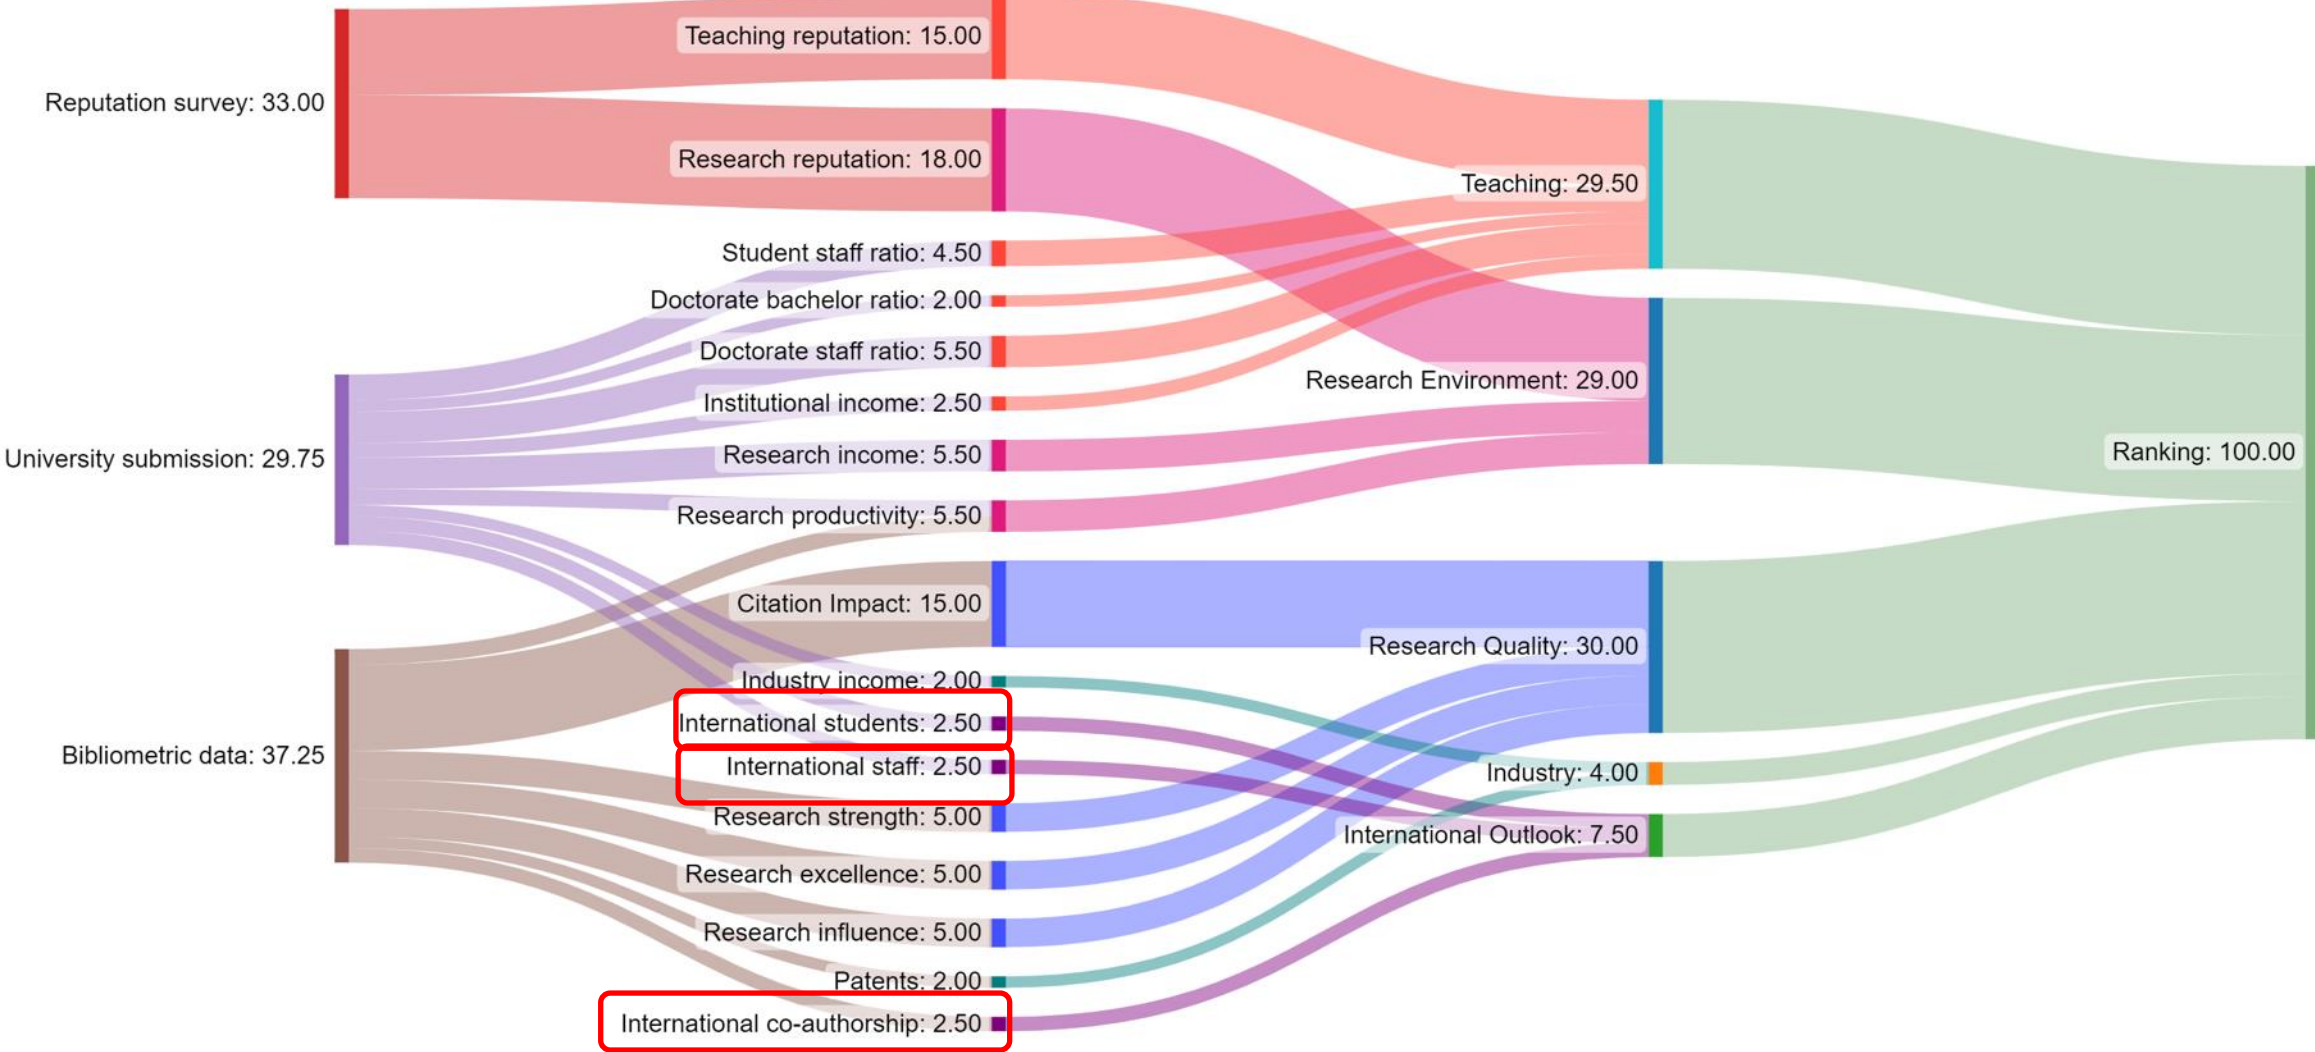 Reputation survey: 33.00
University submission: 29.75
Bibliometric data: 37.25
Teaching reputation: 15.00
Research reputation: 18.00
Student staff ratio: 4.50
Doctorate bachelor ratio: 2.00
Doctorate staff ratio: 5.50
Institutional income: 2.50
Research income: 5.50
Research productivity: 5.50
Citation Impact: 15.00
Industry income: 2.00
International students: 2.50
International staff: 2.50
Research strength: 5.00
Research excellence: 5.00
Research influence: 5.00
Patents: 2.00
International co-authorship: 2.50
Teaching: 29.50
Research Environment: 29.00
Research Quality: 30.00
Industry: 4.00
International Outlook: 7.50
Ranking: 100.00